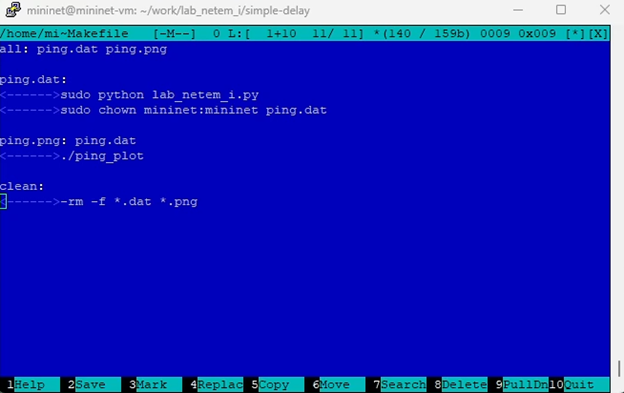 mininet@mininet-vm: ~/work/lab_netem_i/simple-delay
/home/mi~Makefile [-M--] 0 L:[ 1+10 11/ 11] *(140 / 159b) 0009 0x009 [*][X]
all: ping.dat ping.png
ping.dat:
<------>sudo python lab_netem_i.py
<------>sudo chown mininet:mininet ping.dat
ping.png: ping.dat
<------>./ping_plot
clean:
<------>-rm -f *.dat *.png
1Help 2Save 3Mark 4Replac 5Copy 6Move 7Search 8Delete 9PullDn 10Quit